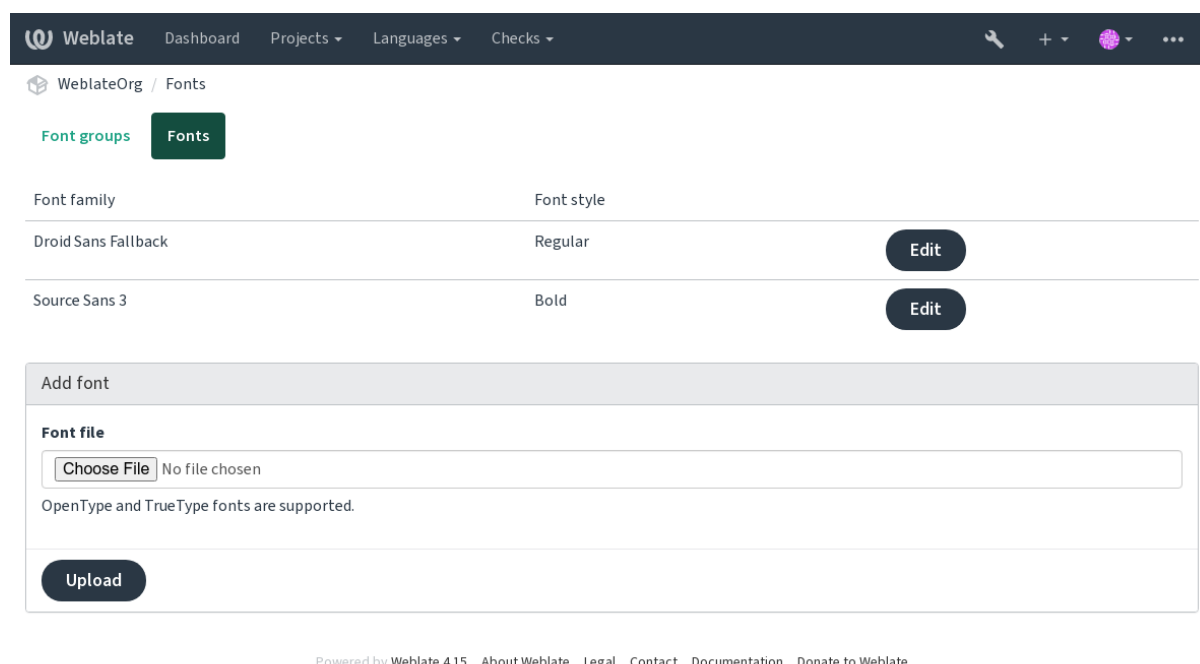 Weblate Dashboard Projects Languages Checks
WeblateOrg / Fonts
Font groups Fonts
Font family Font style
Droid Sans Fallback Regular Edit
Source Sans 3 Bold Edit
Add font
Font file
Choose File No file chosen
OpenType and TrueType fonts are supported.
Upload
Powered by Weblate 4.15 About Weblate Legal Contact Documentation Donate to Weblate